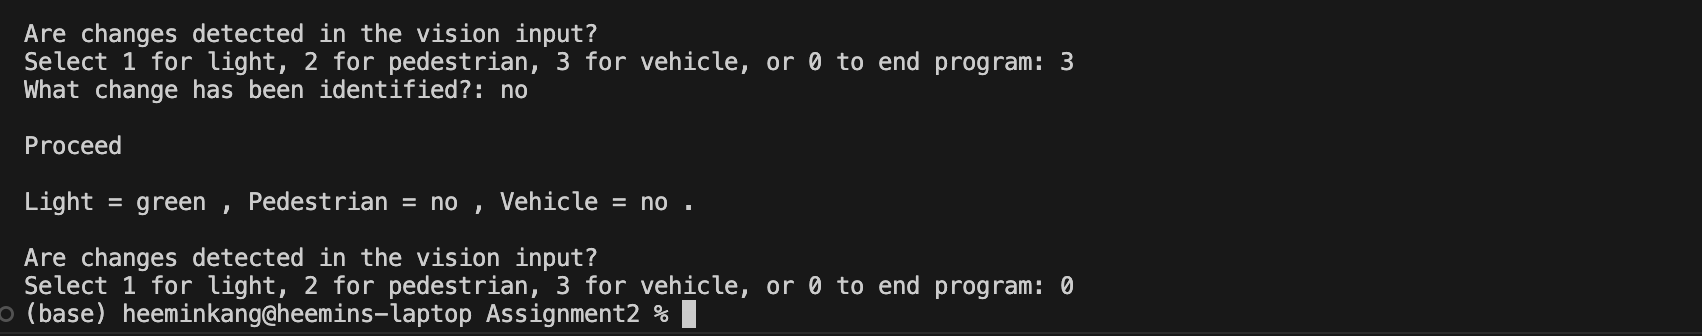 Are changes detected in the vision input?
Select 1 for light, 2 for pedestrian, 3 for vehicle, or 0 to end program: 3
What change has been identified?: no
Proceed
Light = green , Pedestrian = no , Vehicle = no .
Are changes detected in the vision input?
Select 1 for light, 2 for pedestrian, 3 for vehicle, or 0 to end program: 0
(base) heeminkang@heemins-laptop Assignment2 %